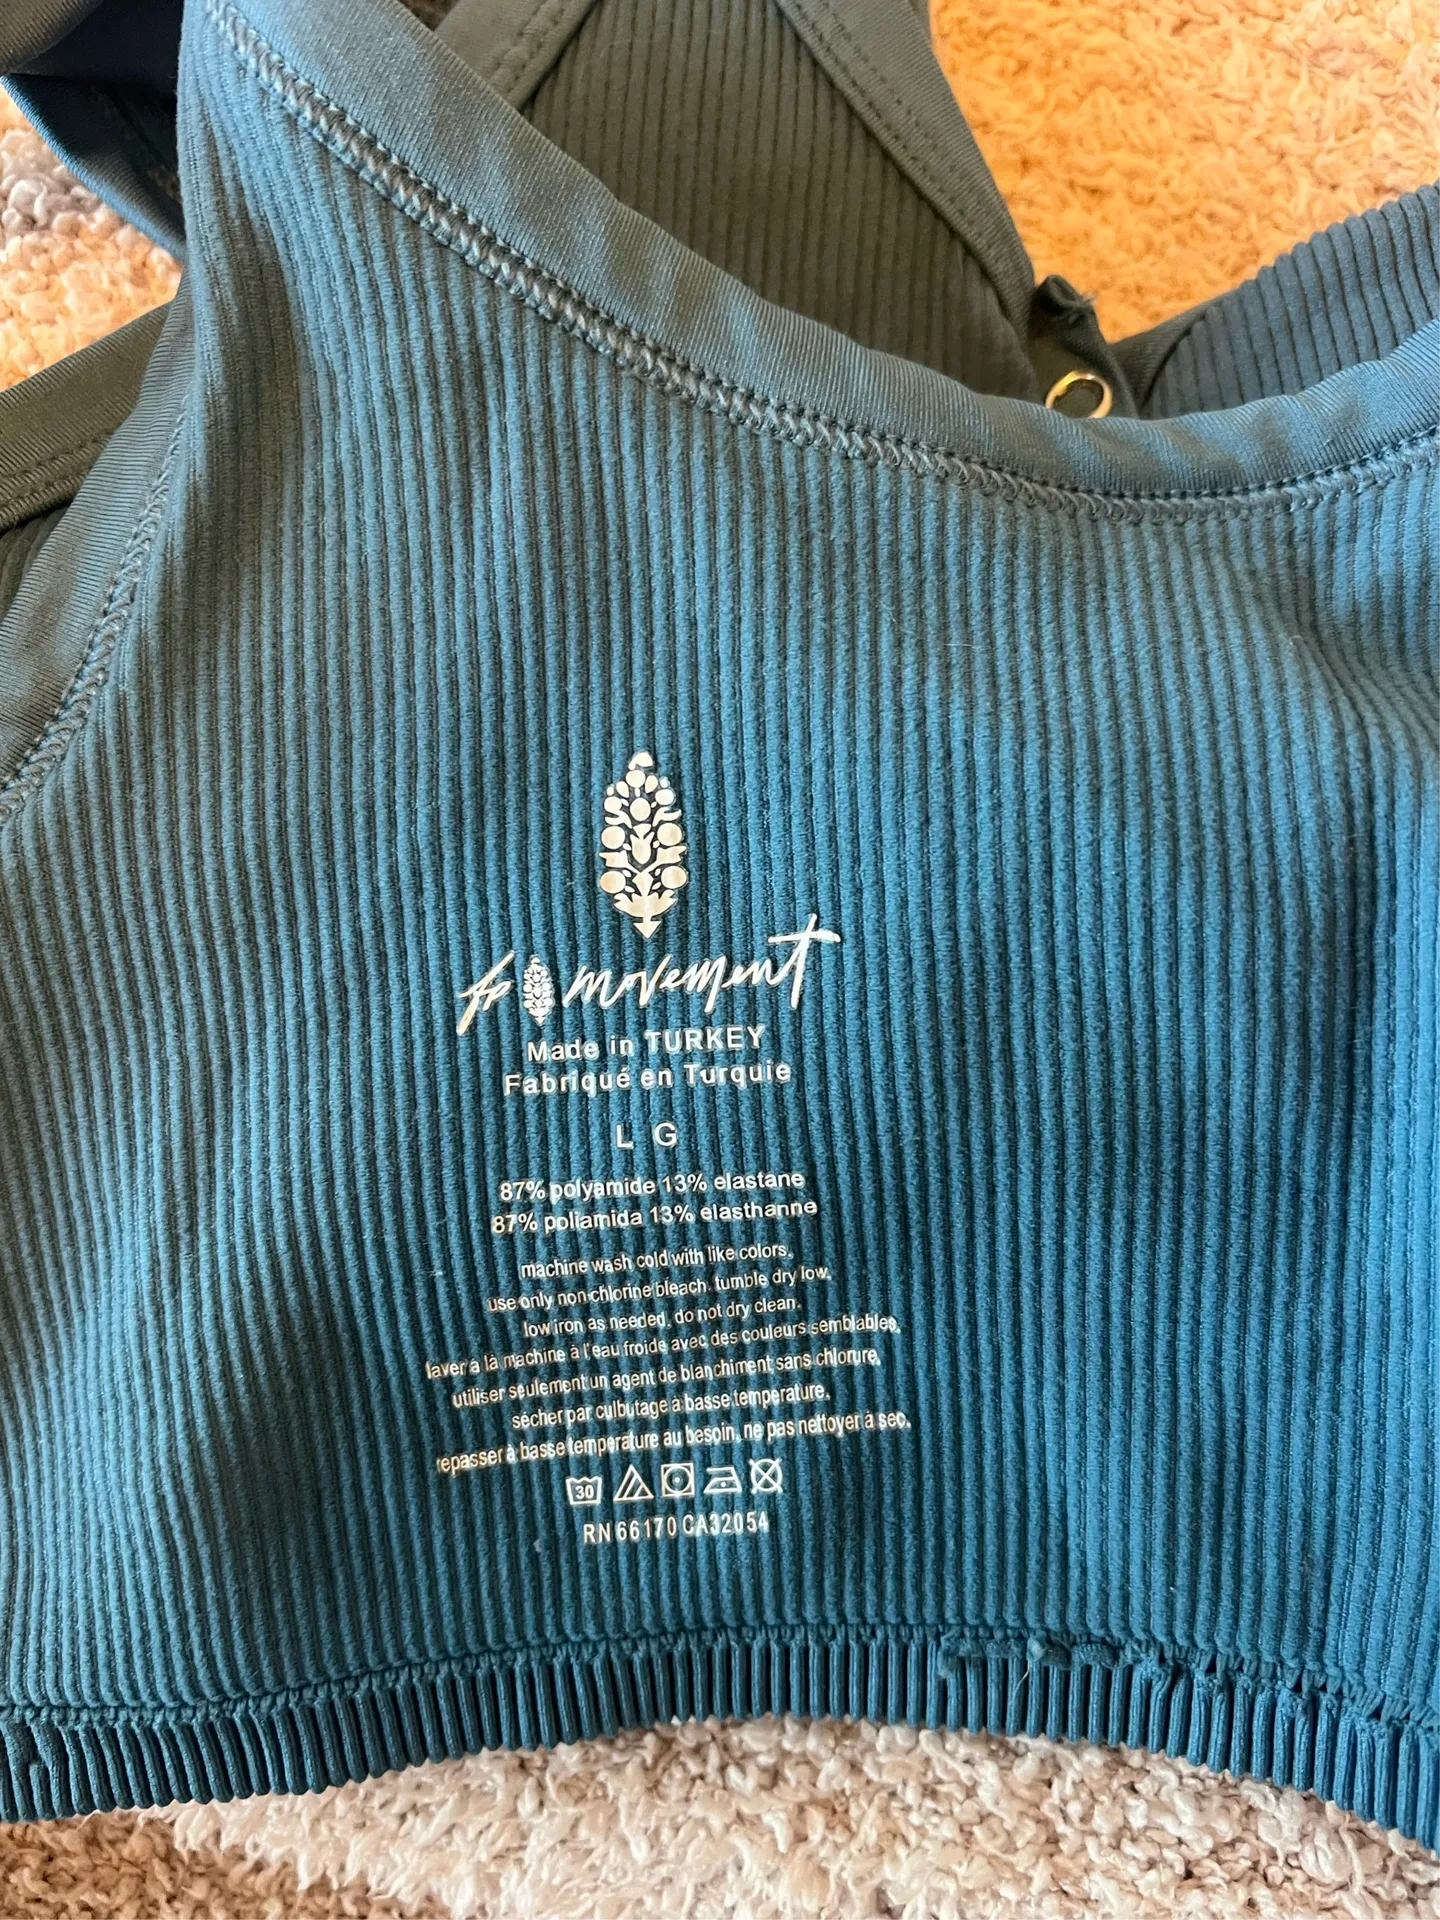 fp movement
Made in TURKEY
Fabriqué en Turquie
L G
87% polyamide 13% elastane
87% poliamida 13% elasthanne
machine wash cold with like colors.
use only non-chlorine bleach. tumble dry low.
low iron as needed. do not dry clean.
laver à là machine à l'eau froide avec des couleurs semblables.
utiliser seulement un agent de blanchiment sans chlorure.
sécher par culbutage à basse temperature.
repasser à basse temperature au besoin. ne pas nettoyer à sec.
30
RN 66170 CA32054